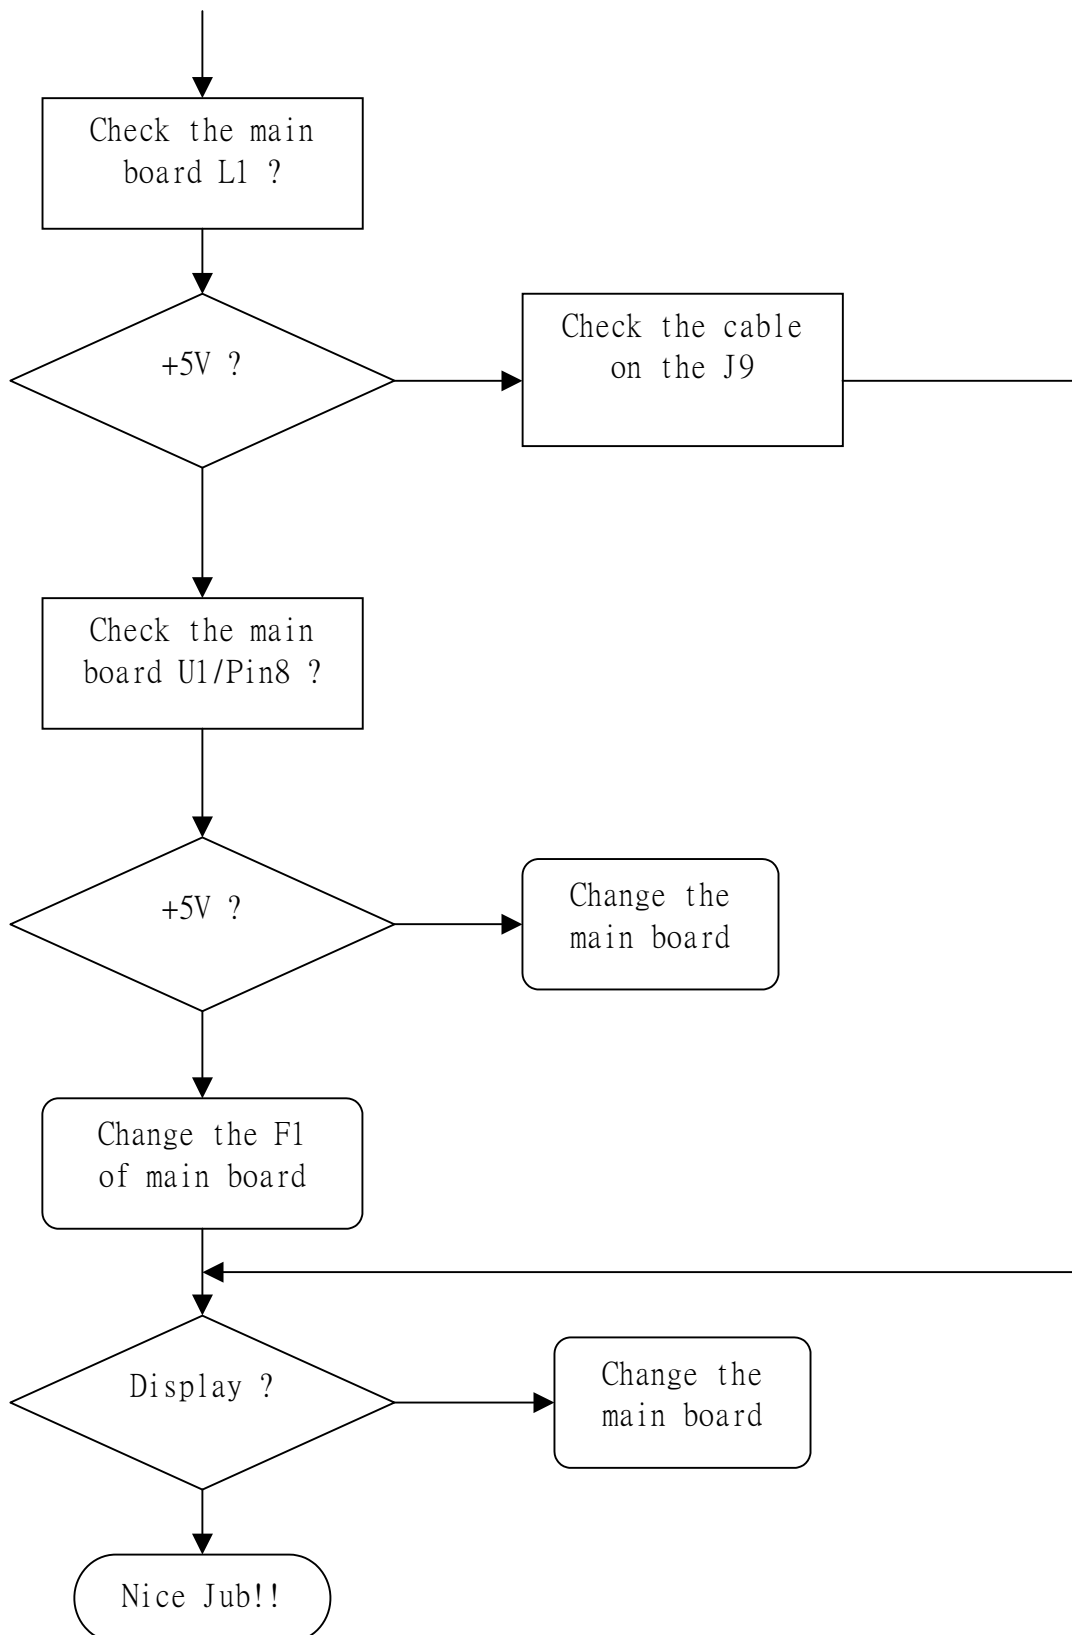 Check the main
board L1 ?
+5V ?
Check the cable
on the J9
Check the main
board U1/Pin8 ?
+5V ?
Change the
main board
Change the F1
of main board
Display ?
Change the
main board
Nice Jub!!